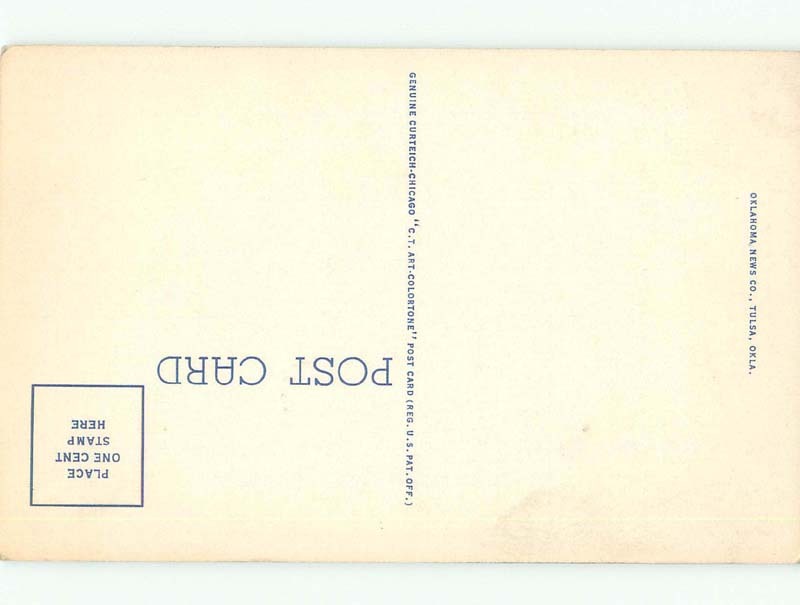 POST CARD
PLACE
ONE CENT
STAMP
HERE
GENUINE CURTEICH-CHICAGO "C.T. ART-COLORTONE" POST CARD (REG. U.S. PAT. OFF.)
OKLAHOMA NEWS CO., TULSA, OKLA.